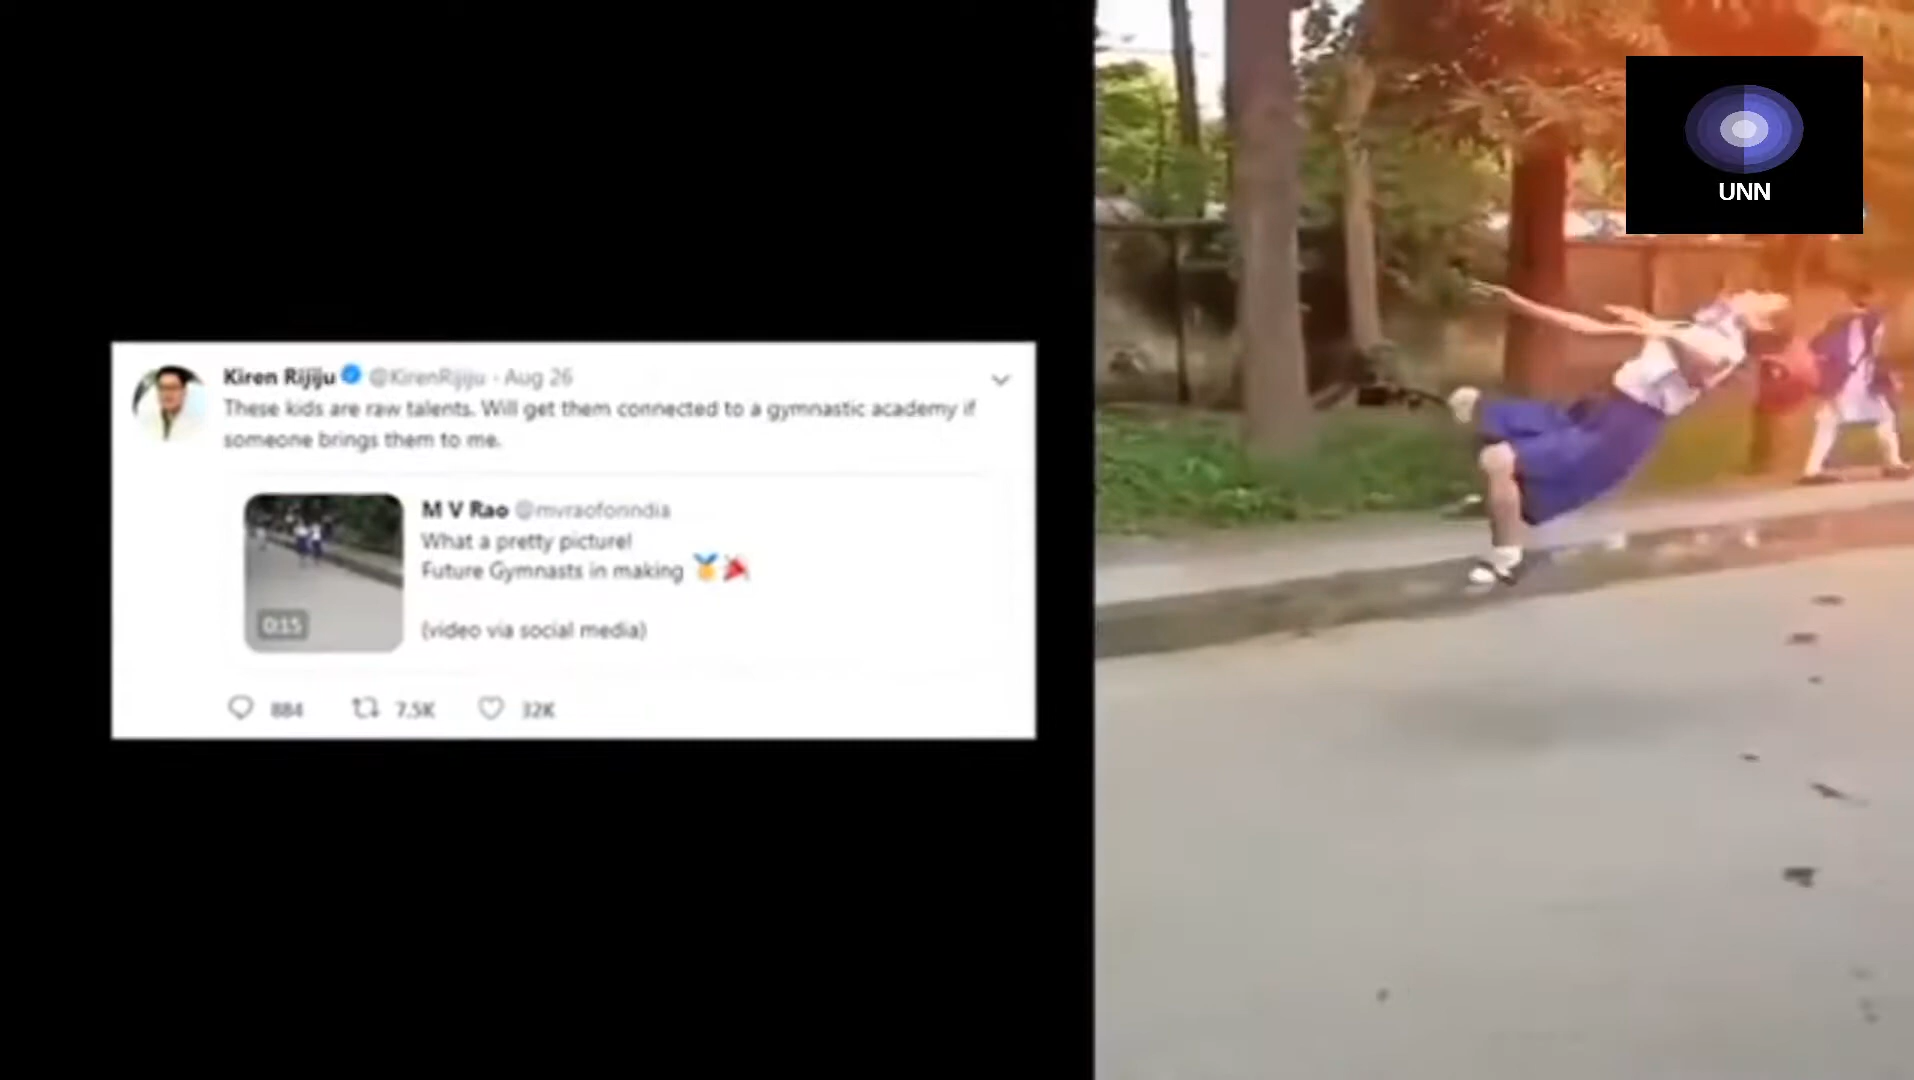 Kiren Rijiju @KirenRijiju · Aug 26
These kids are raw talents. Will get them connected to a gymnastic academy if
someone brings them to me.
M V Rao @mvraoforindia
What a pretty picture!
Future Gymnasts in making 🏅🎉
0:15
(video via social media)
884 7.5K 32K
UNN